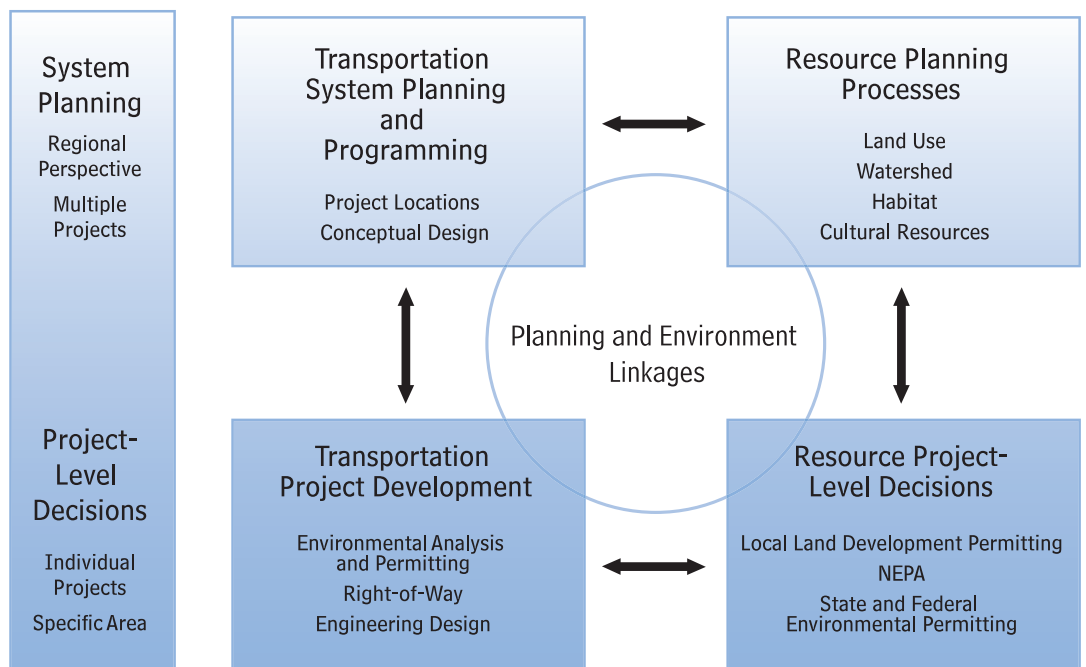 System
Planning
Regional
Perspective
Multiple
Projects
Project-
Level
Decisions
Individual
Projects
Specific Area
Transportation
System Planning
and
Programming
Project Locations
Conceptual Design
Resource Planning
Processes
Land Use
Watershed
Habitat
Cultural Resources
Planning and Environment
Linkages
Transportation
Project Development
Environmental Analysis
and Permitting
Right-of-Way
Engineering Design
Resource Project-
Level Decisions
Local Land Development Permitting
NEPA
State and Federal
Environmental Permitting